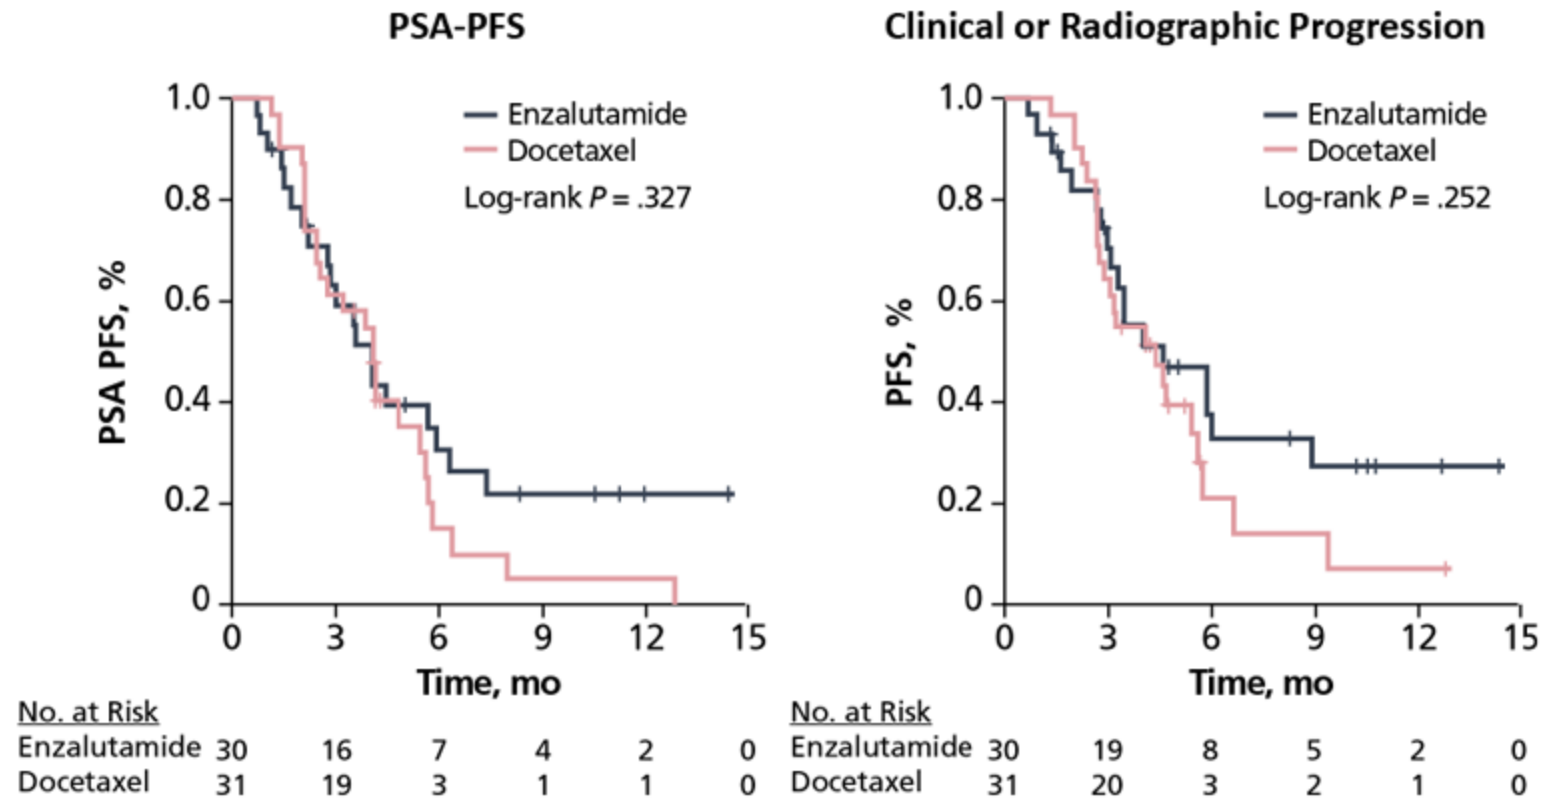 PSA-PFS
1.0
0.8
0.6
0.4
0.2
0
PSA PFS, %
Enzalutamide
Docetaxel
Log-rank P = .327
0 3 6 9 12 15
Time, mo
No. at Risk
Enzalutamide 30 16 7 4 2 0
Docetaxel 31 19 3 1 1 0
Clinical or Radiographic Progression
1.0
0.8
0.6
0.4
0.2
0
PFS, %
Enzalutamide
Docetaxel
Log-rank P = .252
0 3 6 9 12 15
Time, mo
No. at Risk
Enzalutamide 30 19 8 5 2 0
Docetaxel 31 20 3 2 1 0